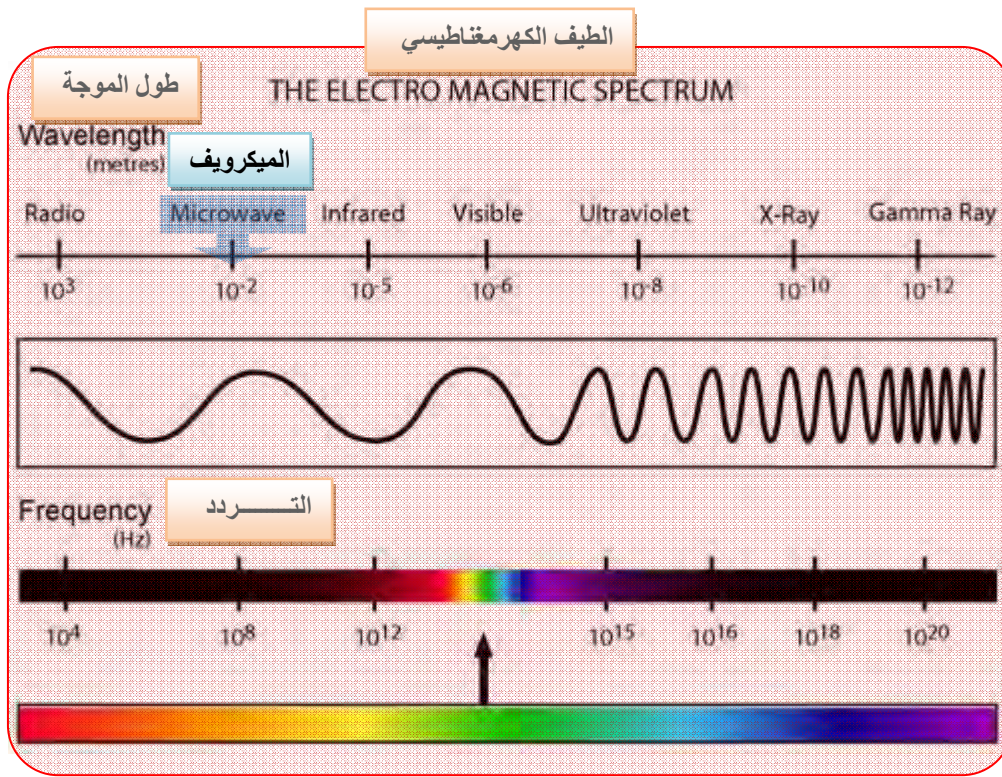 الطيف الكهرمغناطيسي
طول الموجة
THE ELECTRO MAGNETIC SPECTRUM
Wavelength
(metres)
الميكرويف
Radio Microwave Infrared Visible Ultraviolet X-Ray Gamma Ray
10³ 10⁻² 10⁻⁵ 10⁻⁶ 10⁻⁸ 10⁻¹⁰ 10⁻¹²
Frequency
(Hz)
التـــــــردد
10⁴ 10⁸ 10¹² 10¹⁵ 10¹⁶ 10¹⁸ 10²⁰